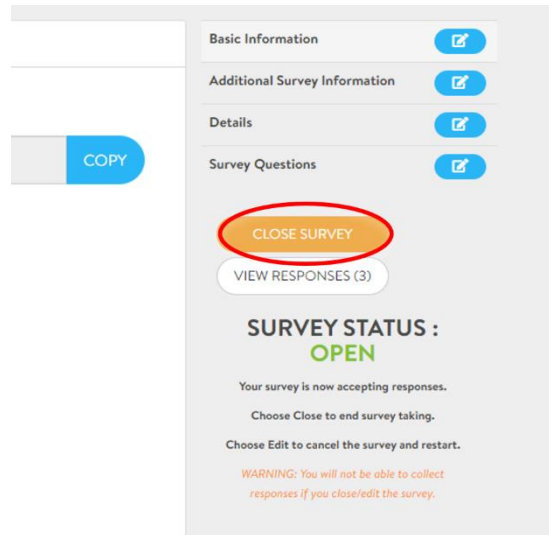 Basic Information
Additional Survey Information
Details
COPY
Survey Questions
CLOSE SURVEY
VIEW RESPONSES (3)
SURVEY STATUS :
OPEN
Your survey is now accepting responses.
Choose Close to end survey taking.
Choose Edit to cancel the survey and restart.
WARNING: You will not be able to collect
responses if you close/edit the survey.